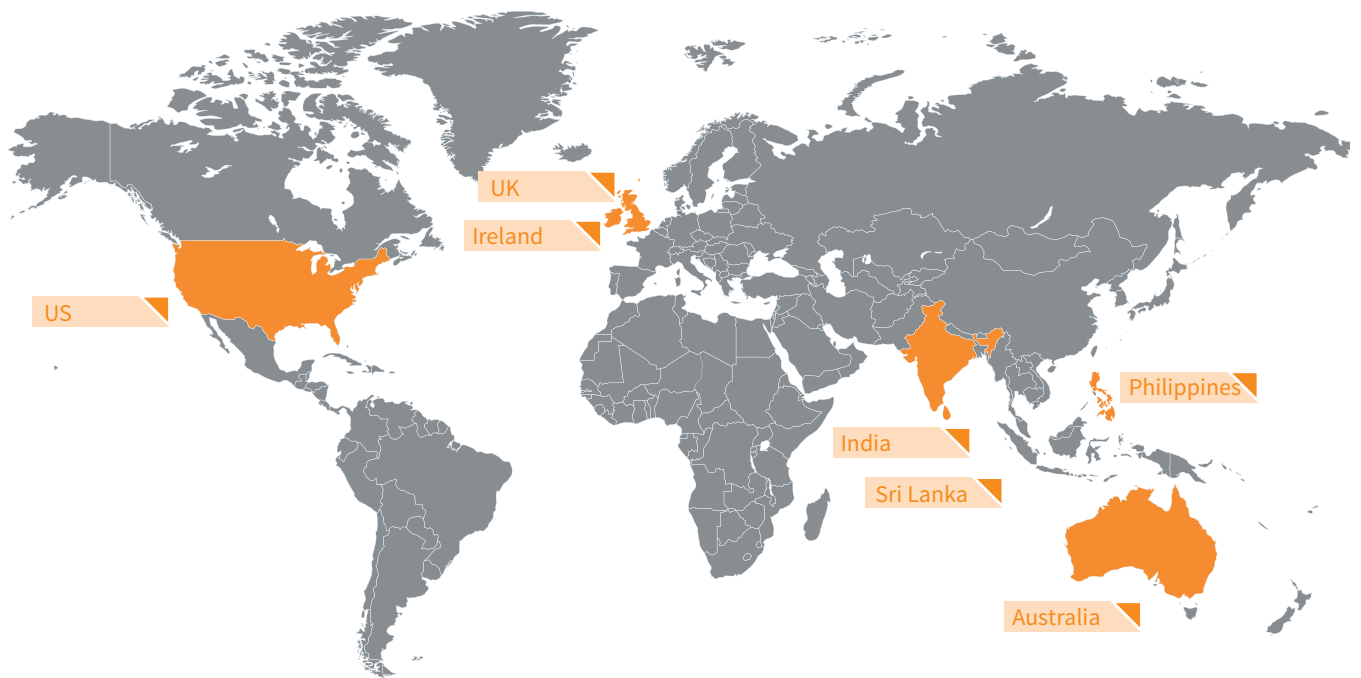 UK
Ireland
US
Philippines
India
Sri Lanka
Australia